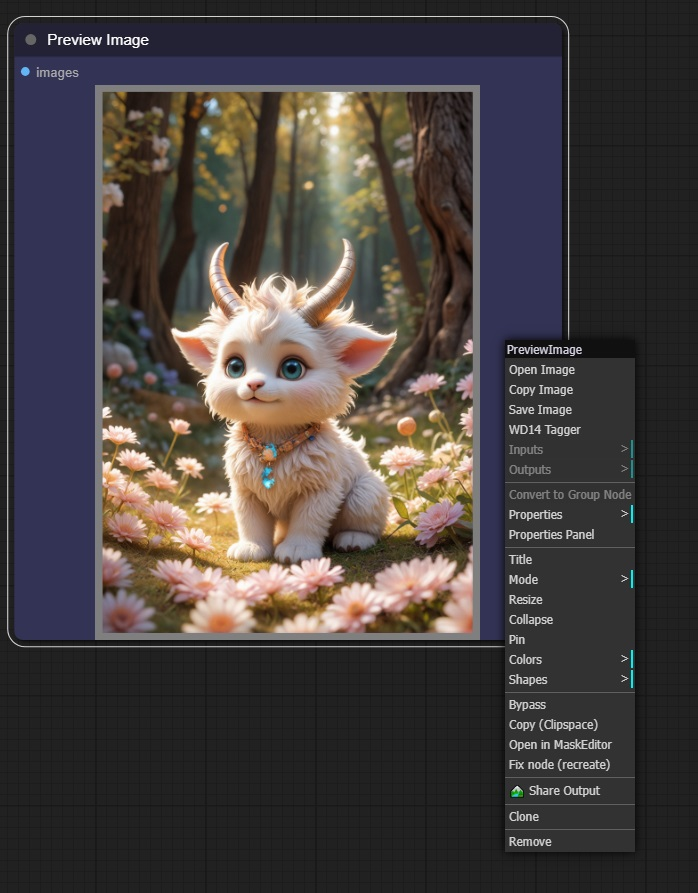 Preview Image
images
PreviewImage
Open Image
Copy Image
Save Image
WD14 Tagger
Inputs >
Outputs >
Convert to Group Node
Properties >
Properties Panel
Title
Mode >
Resize
Collapse
Pin
Colors >
Shapes >
Bypass
Copy (Clipspace)
Open in MaskEditor
Fix node (recreate)
Share Output
Clone
Remove